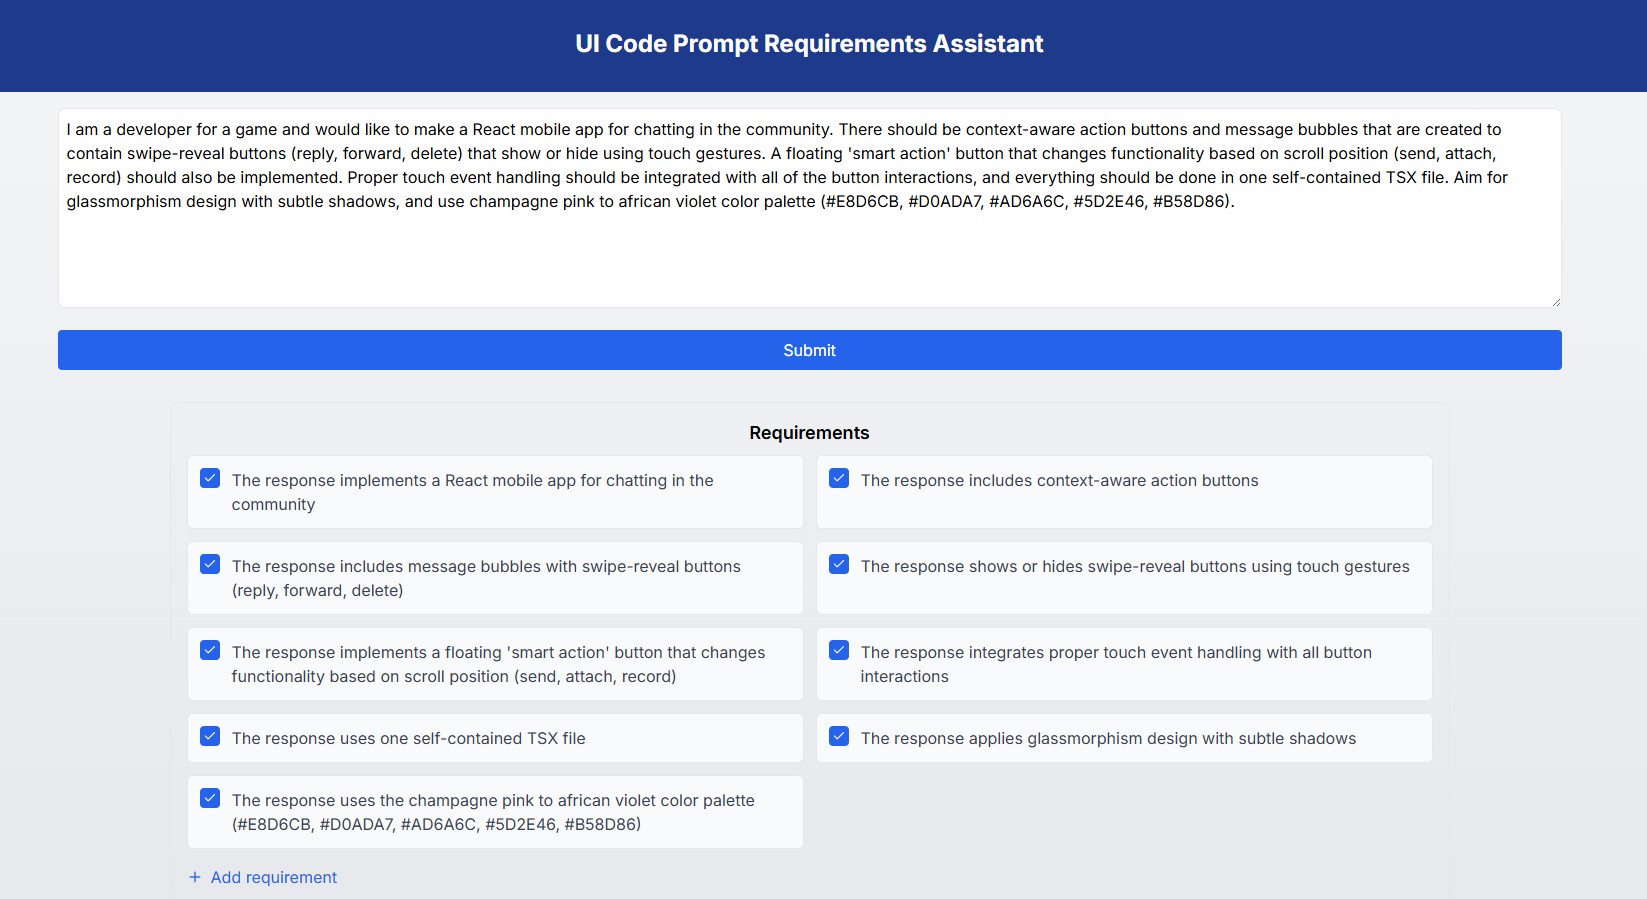 UI Code Prompt Requirements Assistant
I am a developer for a game and would like to make a React mobile app for chatting in the community. There should be context-aware action buttons and message bubbles that are created to
contain swipe-reveal buttons (reply, forward, delete) that show or hide using touch gestures. A floating 'smart action' button that changes functionality based on scroll position (send, attach,
record) should also be implemented. Proper touch event handling should be integrated with all of the button interactions, and everything should be done in one self-contained TSX file. Aim for
glassmorphism design with subtle shadows, and use champagne pink to african violet color palette (#E8D6CB, #D0ADA7, #AD6A6C, #5D2E46, #B58D86).
Submit
Requirements
The response implements a React mobile app for chatting in the
community
The response includes context-aware action buttons
The response includes message bubbles with swipe-reveal buttons
(reply, forward, delete)
The response shows or hides swipe-reveal buttons using touch gestures
The response implements a floating 'smart action' button that changes
functionality based on scroll position (send, attach, record)
The response integrates proper touch event handling with all button
interactions
The response uses one self-contained TSX file
The response applies glassmorphism design with subtle shadows
The response uses the champagne pink to african violet color palette
(#E8D6CB, #D0ADA7, #AD6A6C, #5D2E46, #B58D86)
+ Add requirement